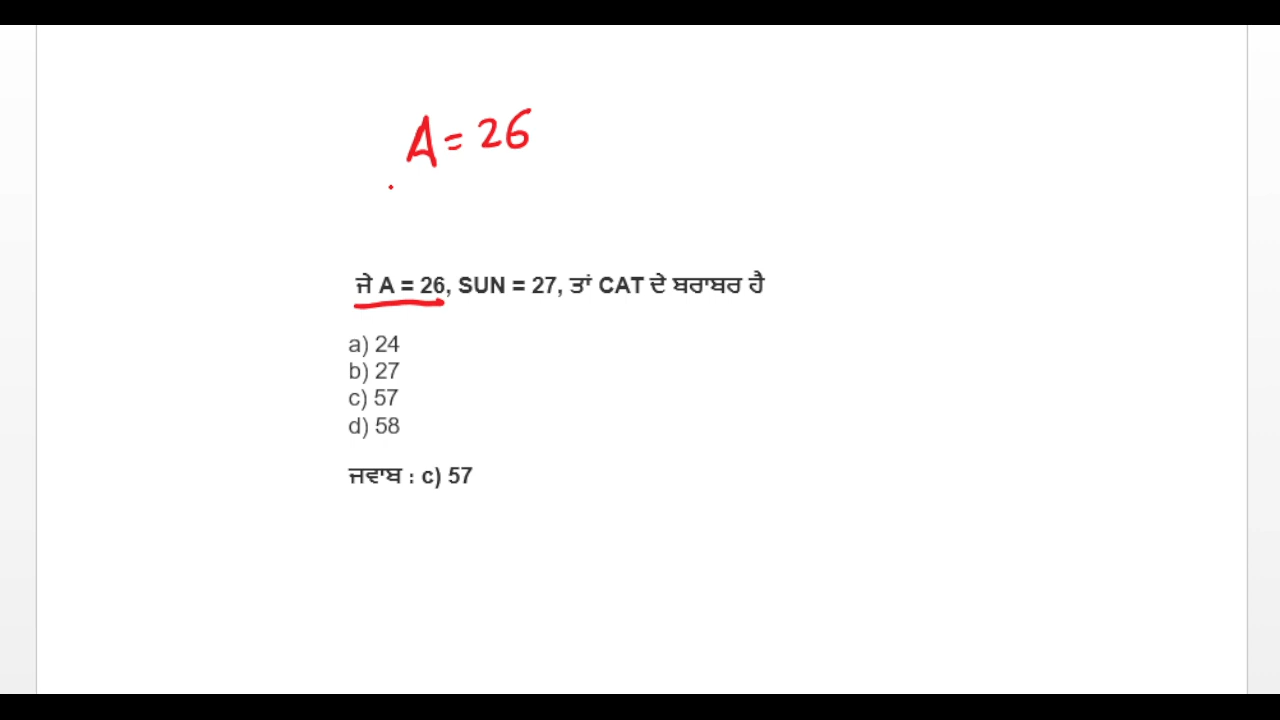 A = 26
ਜੇ A = 26, SUN = 27, ਤਾਂ CAT ਦੇ ਬਰਾਬਰ ਹੈ
a) 24
b) 27
c) 57
d) 58
ਜਵਾਬ : c) 57